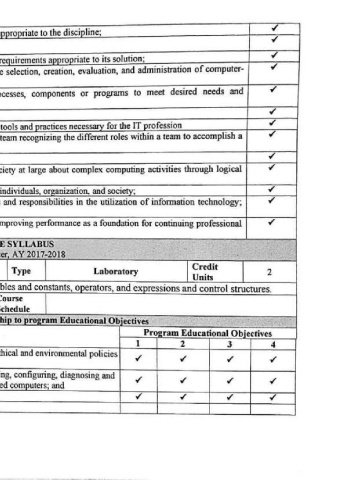 ppropriate to the discipline; ✓
✓
requirements appropriate to its solution; ✓
e selection, creation, evaluation, and administration of computer- ✓
ocesses, components or programs to meet desired needs and ✓
✓
tools and practices necessary for the IT profession ✓
team recognizing the different roles within a team to accomplish a ✓
✓
ciety at large about complex computing activities through logical ✓
individuals, organization, and society; ✓
s and responsibilities in the utilization of information technology; ✓
mproving performance as a foundation for continuing professional ✓
E SYLLABUS
er, AY 2017-2018
Type Laboratory Credit Units 2
bles and constants, operators, and expressions and control structures.
Course
Schedule
hip to program Educational Objectives
Program Educational Objectives
1 2 3 4
hical and environmental policies ✓ ✓ ✓ ✓
ng, configuring, diagnosing and ✓ ✓ ✓ ✓
ed computers; and
✓ ✓ ✓ ✓